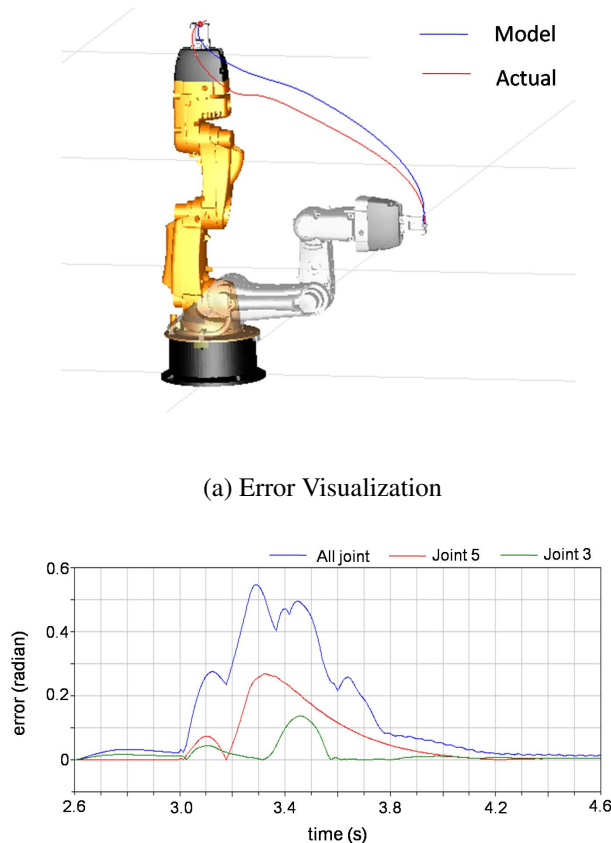 Model
Actual
(a) Error Visualization
All joint Joint 5 Joint 3
0.6
0.4
0.2
0
error (radian)
2.6 3.0 3.4 3.8 4.2 4.6
time (s)